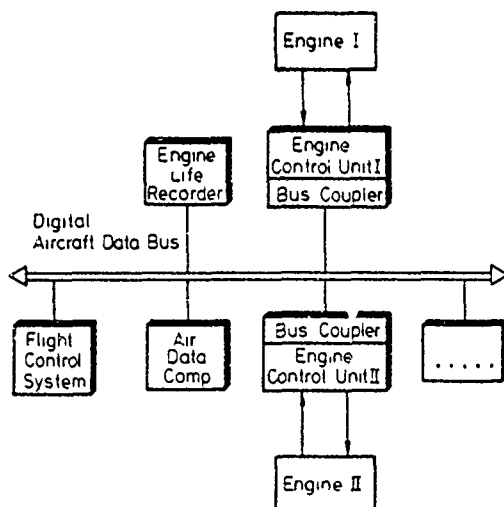 Engine I
Engine
Control Unit I
Bus Coupler
Engine
Life
Recorder
Digital
Aircraft Data Bus
Flight
Control
System
Air
Data
Comp
Bus Coupler
Engine
Control Unit II
.....
Engine II